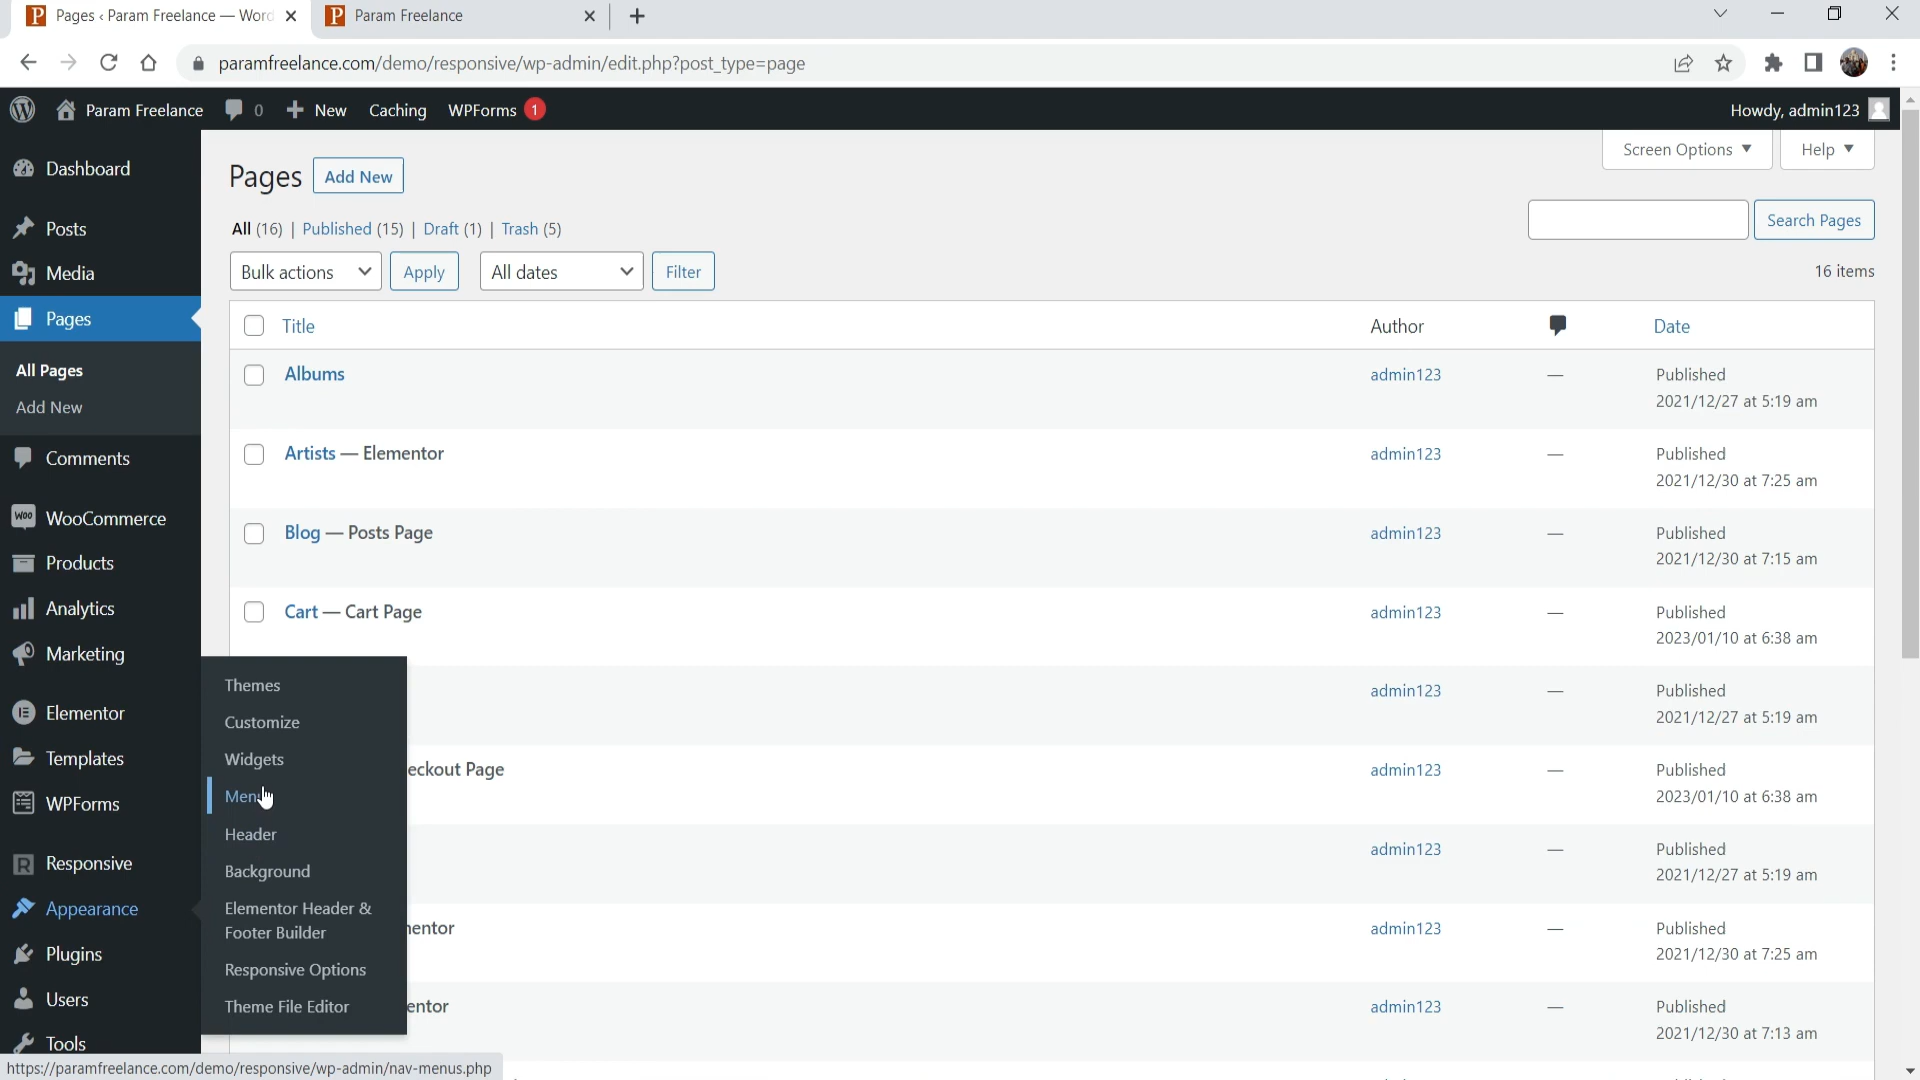 Pages ‹ Param Freelance — Word
Param Freelance
paramfreelance.com/demo/responsive/wp-admin/edit.php?post_type=page
Param Freelance 0 New Caching WPForms 1
Howdy, admin123
Dashboard
Posts
Media
Pages
All Pages
Add New
Comments
WooCommerce
Products
Analytics
Marketing
Elementor
Templates
WPForms
Responsive
Appearance
Plugins
Users
Tools
Themes
Customize
Widgets
Menu
Header
Background
Elementor Header &
Footer Builder
Responsive Options
Theme File Editor
Screen Options Help
Pages Add New
All (16) | Published (15) | Draft (1) | Trash (5)
Search Pages
Bulk actions Apply All dates Filter
16 items
Title Author Date
Albums admin123 — Published
2021/12/27 at 5:19 am
Artists — Elementor admin123 — Published
2021/12/30 at 7:25 am
Blog — Posts Page admin123 — Published
2021/12/30 at 7:15 am
Cart — Cart Page admin123 — Published
2023/01/10 at 6:38 am
admin123 — Published
2021/12/27 at 5:19 am
eckout Page admin123 — Published
2023/01/10 at 6:38 am
admin123 — Published
2021/12/27 at 5:19 am
entor admin123 — Published
2021/12/30 at 7:25 am
entor admin123 — Published
2021/12/30 at 7:13 am
https://paramfreelance.com/demo/responsive/wp-admin/nav-menus.php